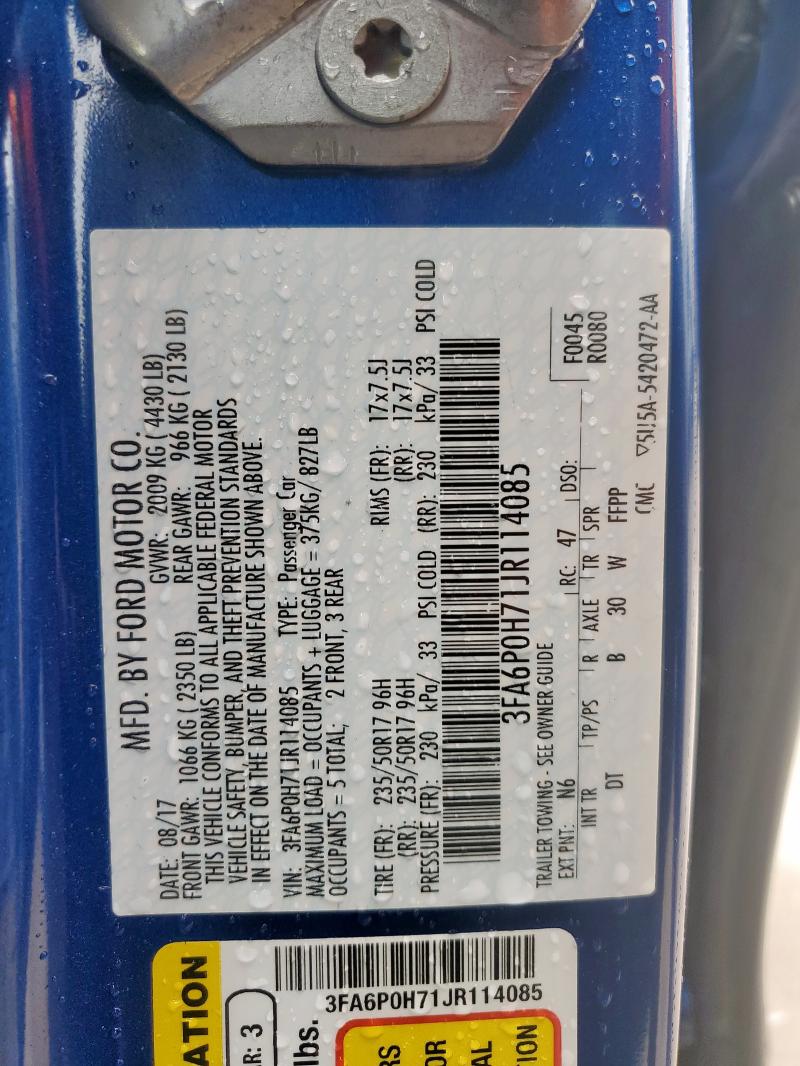 MFD. BY FORD MOTOR CO.
DATE: 08/17 GVWR: 2009 KG ( 4430 LB)
FRONT GAWR: 1066 KG ( 2350 LB) REAR GAWR: 966 KG ( 2130 LB)
THIS VEHICLE CONFORMS TO ALL APPLICABLE FEDERAL MOTOR
VEHICLE SAFETY, BUMPER, AND THEFT PREVENTION STANDARDS
IN EFFECT ON THE DATE OF MANUFACTURE SHOWN ABOVE.
VIN: 3FA6P0H71JR114085 TYPE: Passenger Car
MAXIMUM LOAD = OCCUPANTS + LUGGAGE = 375KG/ 827LB
OCCUPANTS = 5 TOTAL; 2 FRONT, 3 REAR
TIRE (FR): 235/50R17 96H RIMS (FR): 17x7.5J
(RR): 235/50R17 96H (RR): 17x7.5J
PRESSURE (FR): 230 kPa/ 33 PSI COLD (RR): 230 kPa/ 33 PSI COLD
3FA6P0H71JR114085
F0045
R0080
TRAILER TOWING - SEE OWNER GUIDE
EXT PNT: N6 RC: 47 DSO:
INT TR TP/PS R AXLE TR SPR
DT B 30 W FFPP
CMC 5U5A-5420472-AA
ATION
AR: 3
lbs.
3FA6P0H71JR114085
RS
OR
AL
ION